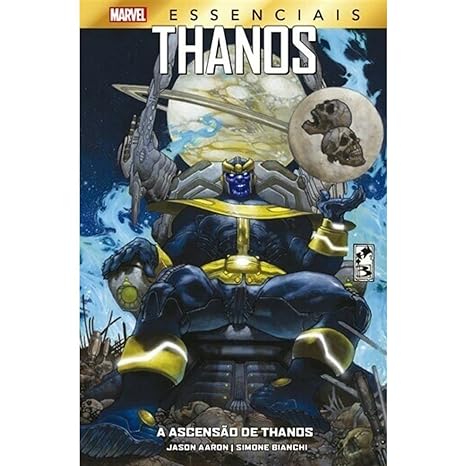 MARVEL
ESSENCIAIS
THANOS
A ASCENSÃO DE THANOS
JASON AARON | SIMONE BIANCHI